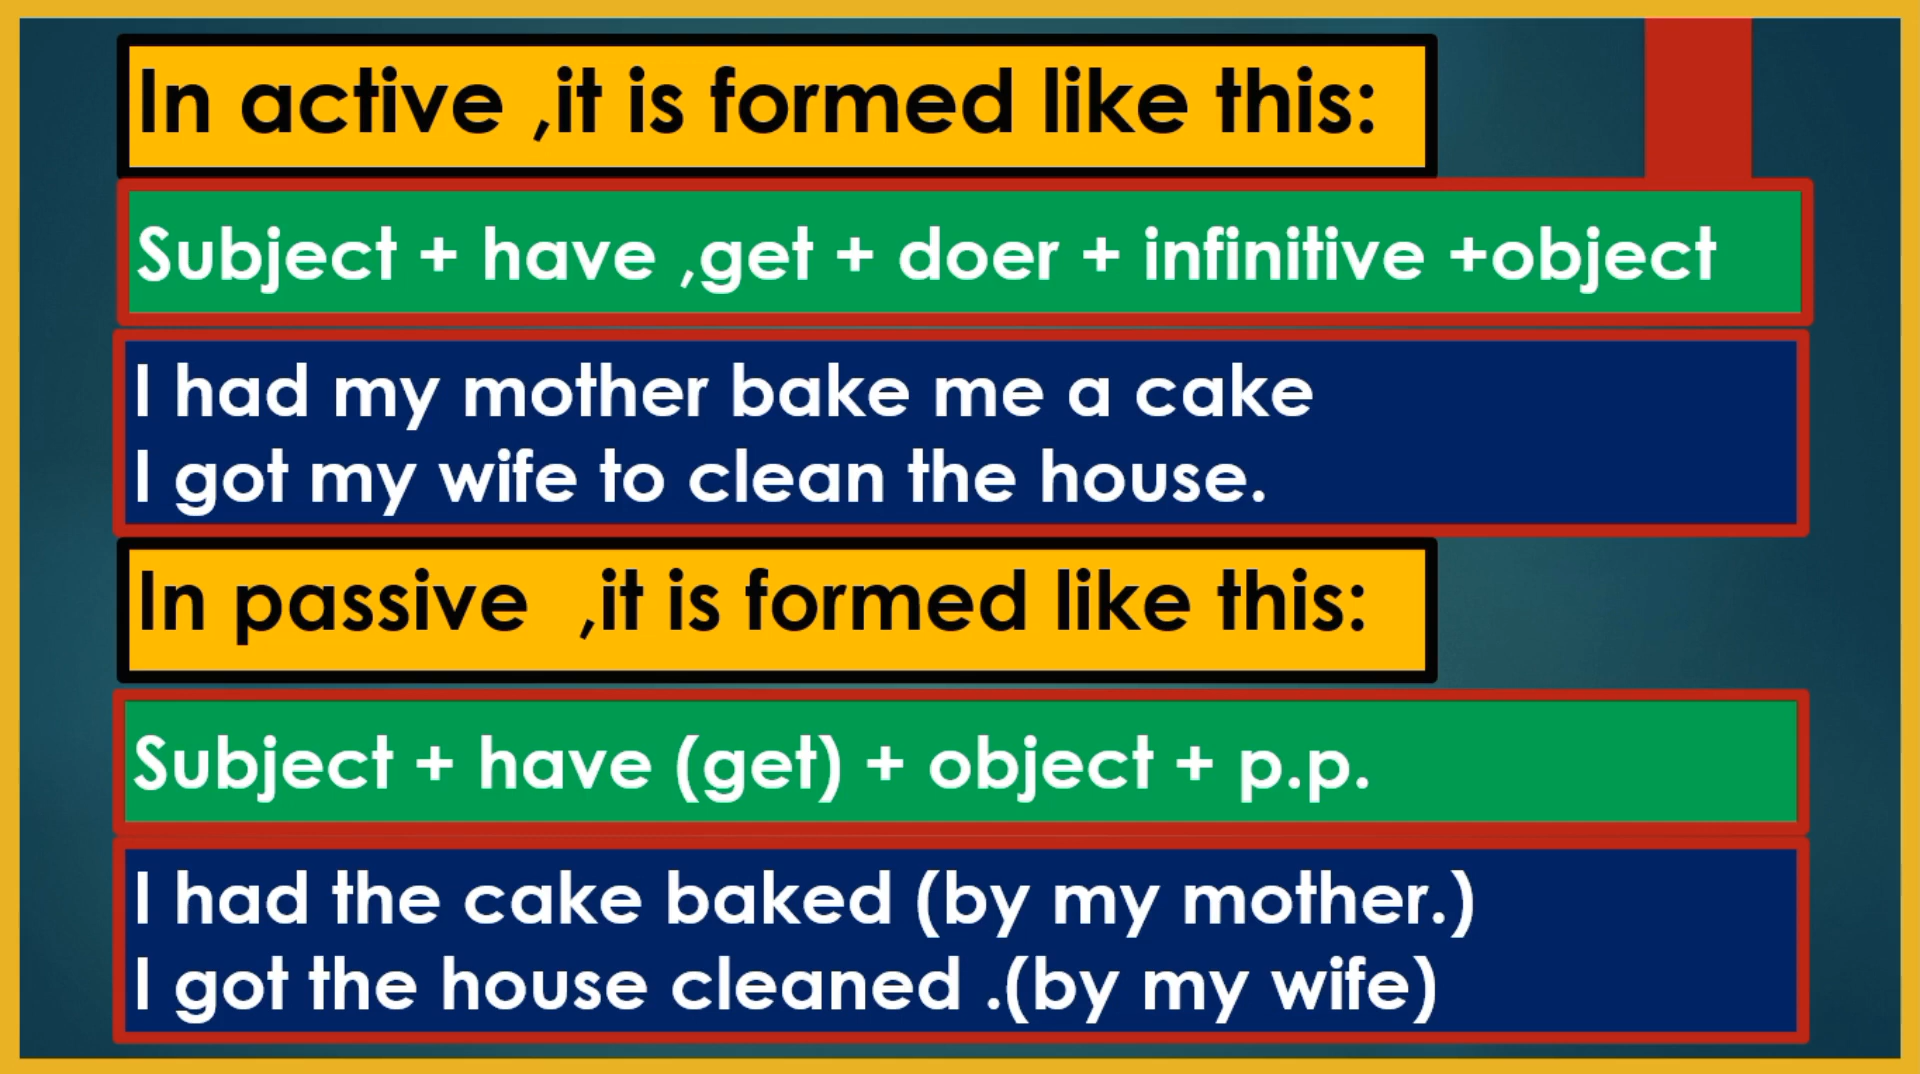 In active ,it is formed like this:
Subject + have ,get + doer + infinitive +object
I had my mother bake me a cake
I got my wife to clean the house.
In passive  ,it is formed like this:
Subject + have (get) + object + p.p.
I had the cake baked (by my mother.)
I got the house cleaned .(by my wife)